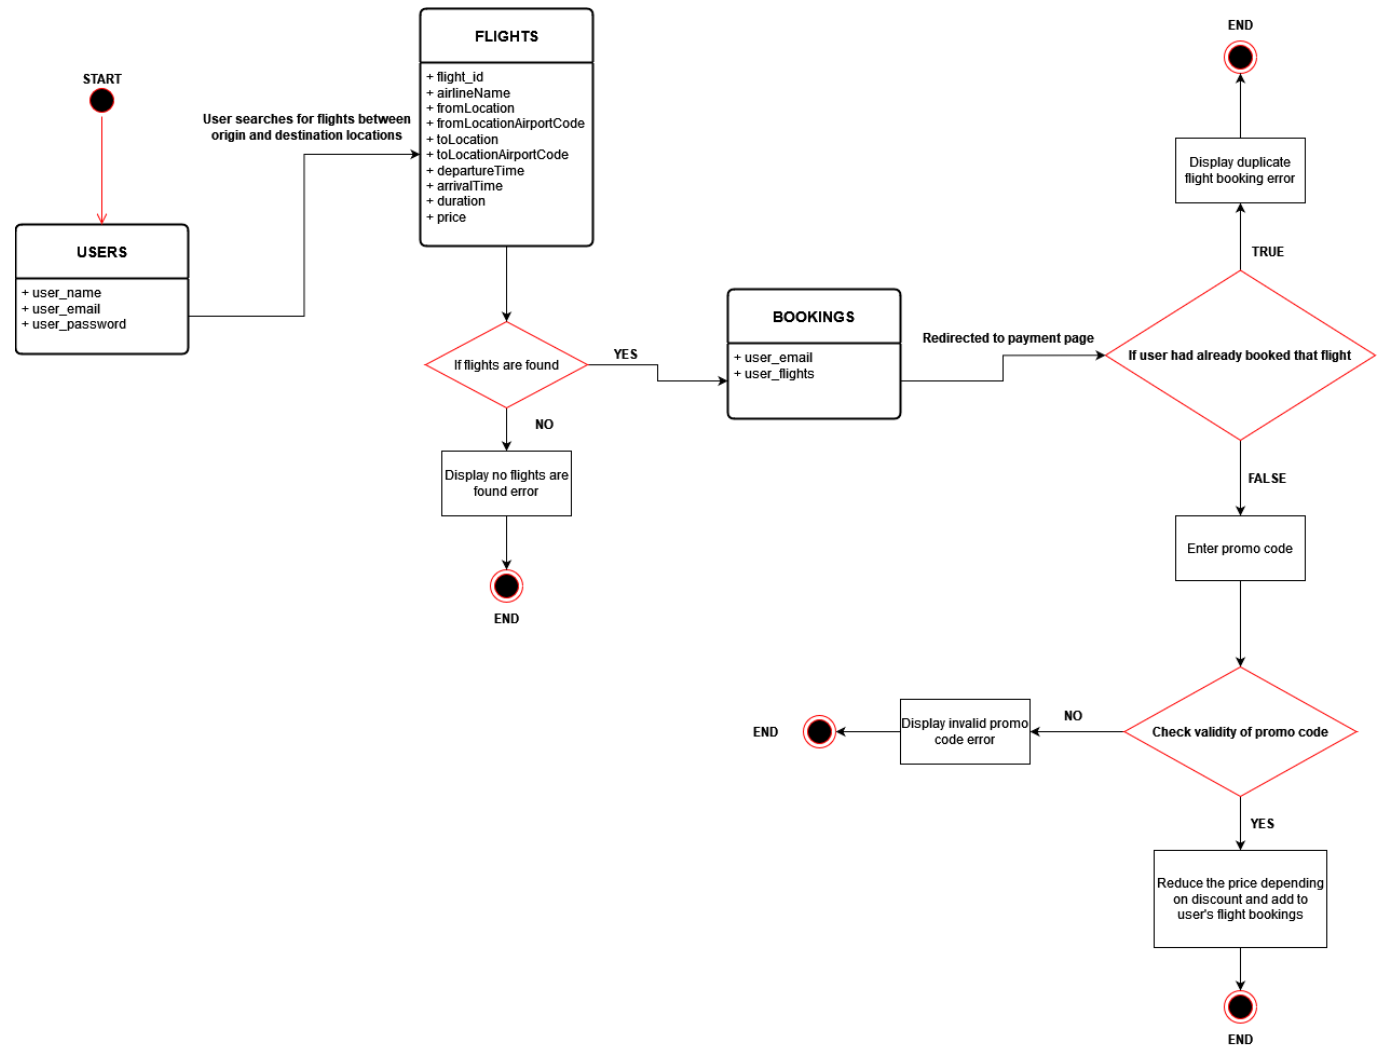 START
USERS
+ user_name
+ user_email
+ user_password
User searches for flights between
origin and destination locations
FLIGHTS
+ flight_id
+ airlineName
+ fromLocation
+ fromLocationAirportCode
+ toLocation
+ toLocationAirportCode
+ departureTime
+ arrivalTime
+ duration
+ price
If flights are found
YES
NO
Display no flights are
found error
END
BOOKINGS
+ user_email
+ user_flights
Redirected to payment page
If user had already booked that flight
TRUE
Display duplicate
flight booking error
END
FALSE
Enter promo code
Check validity of promo code
NO
Display invalid promo
code error
END
YES
Reduce the price depending
on discount and add to
user's flight bookings
END